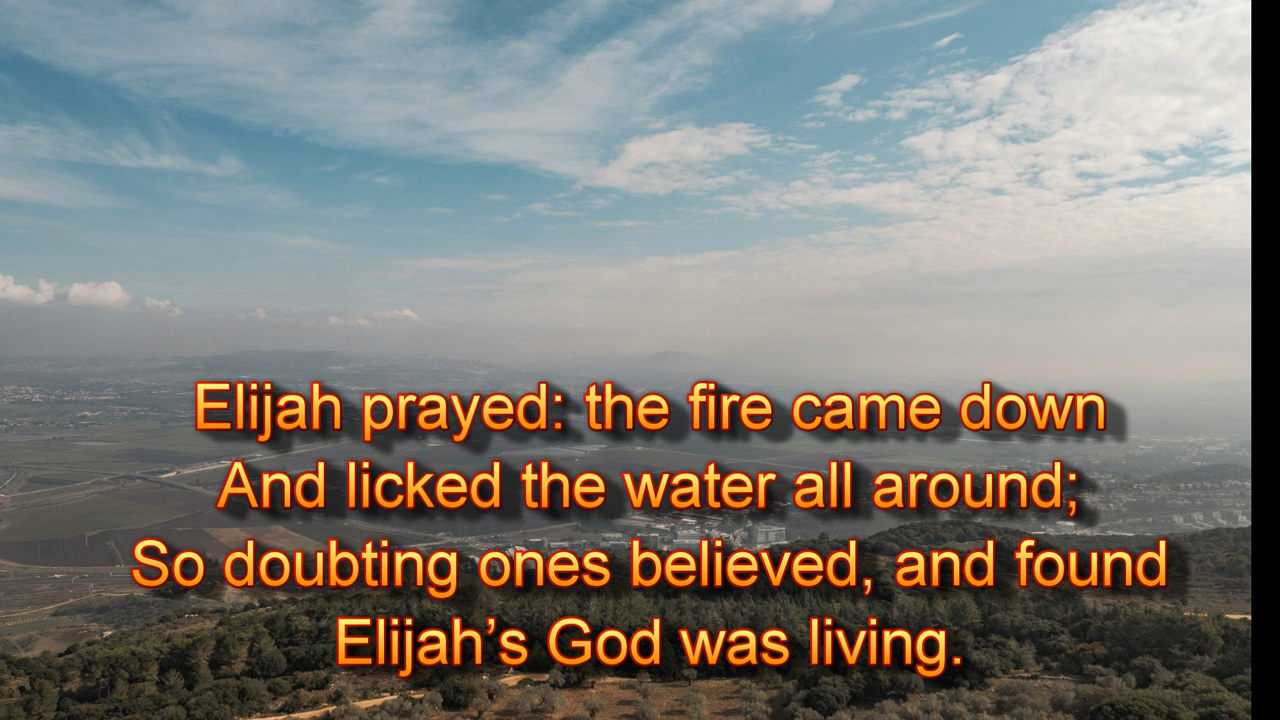 Elijah prayed: the fire came down
And licked the water all around;
So doubting ones believed, and found
Elijah’s God was living.